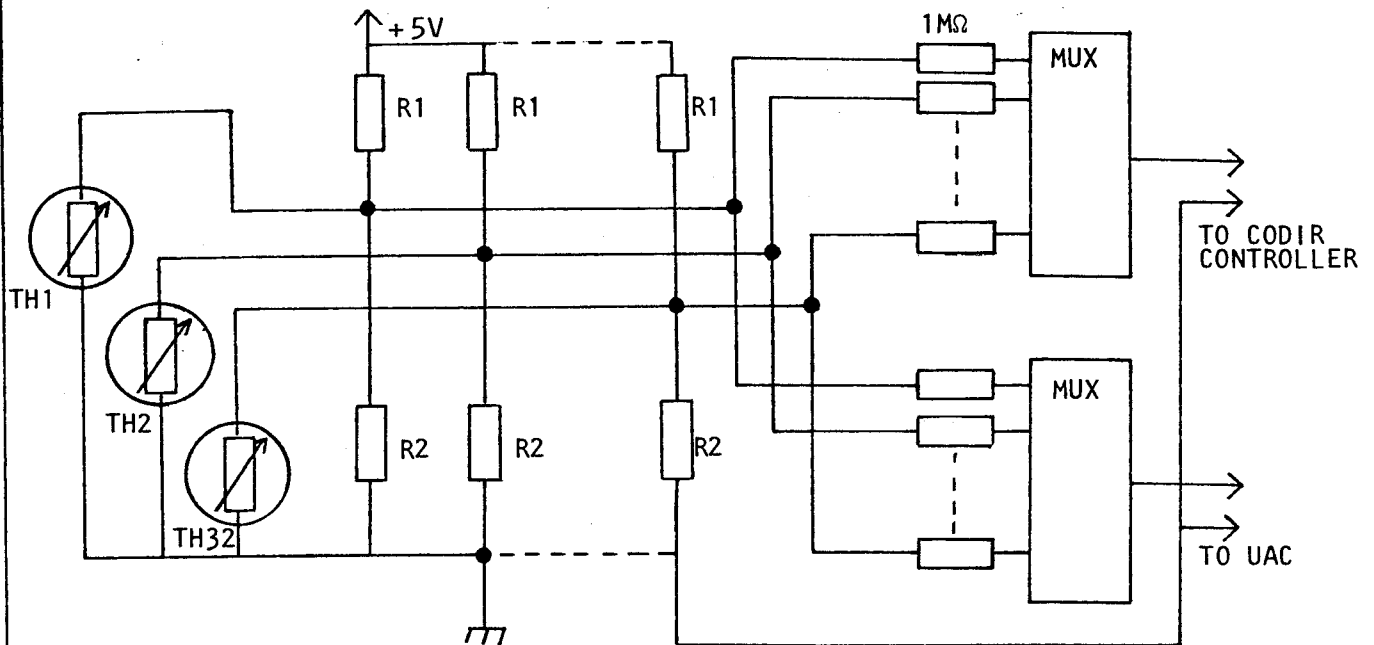 +5V
1MΩ
MUX
R1
R1
R1
TO CODIR
CONTROLLER
TH1
MUX
TH2
R2
R2
R2
TH32
TO UAC